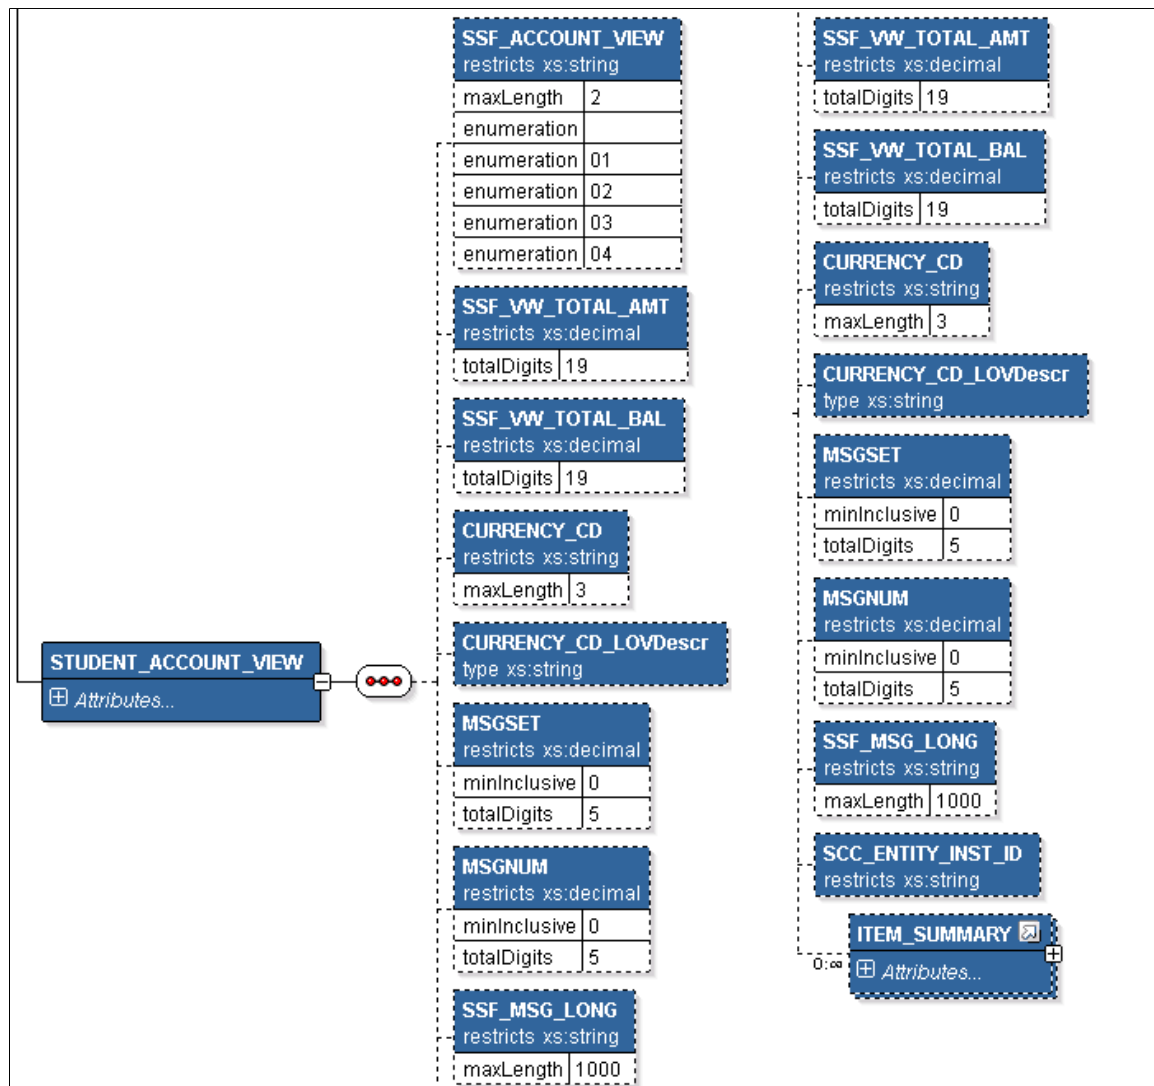 STUDENT_ACCOUNT_VIEW
Attributes...
SSF_ACCOUNT_VIEW
restricts xs:string
maxLength 2
enumeration
enumeration 01
enumeration 02
enumeration 03
enumeration 04
SSF_VW_TOTAL_AMT
restricts xs:decimal
totalDigits 19
SSF_VW_TOTAL_BAL
restricts xs:decimal
totalDigits 19
CURRENCY_CD
restricts xs:string
maxLength 3
CURRENCY_CD_LOVDescr
type xs:string
MSGSET
restricts xs:decimal
minInclusive 0
totalDigits 5
MSGNUM
restricts xs:decimal
minInclusive 0
totalDigits 5
SSF_MSG_LONG
restricts xs:string
maxLength 1000
SSF_VW_TOTAL_AMT
restricts xs:decimal
totalDigits 19
SSF_VW_TOTAL_BAL
restricts xs:decimal
totalDigits 19
CURRENCY_CD
restricts xs:string
maxLength 3
CURRENCY_CD_LOVDescr
type xs:string
MSGSET
restricts xs:decimal
minInclusive 0
totalDigits 5
MSGNUM
restricts xs:decimal
minInclusive 0
totalDigits 5
SSF_MSG_LONG
restricts xs:string
maxLength 1000
SCC_ENTITY_INST_ID
restricts xs:string
ITEM_SUMMARY
0:∞
Attributes...